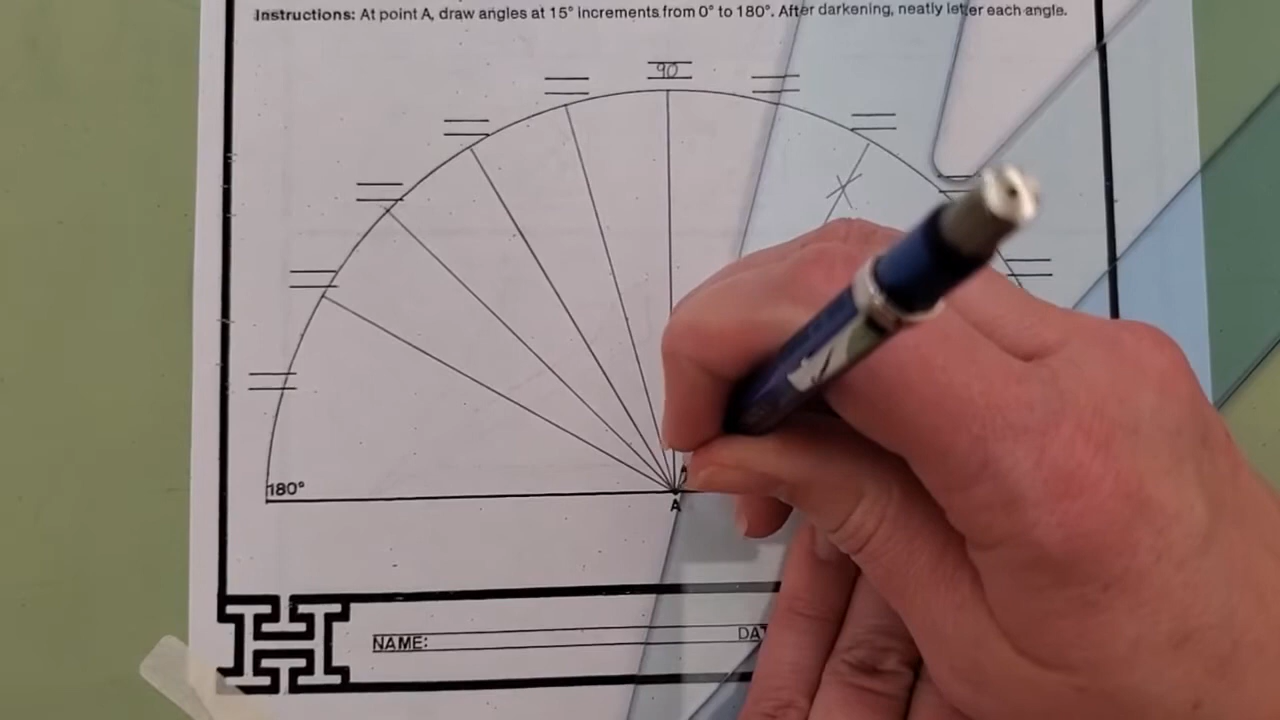 Instructions: At point A, draw angles at 15° increments from 0° to 180°. After darkening, neatly letter each angle.
90
180°
A
NAME:
DAT